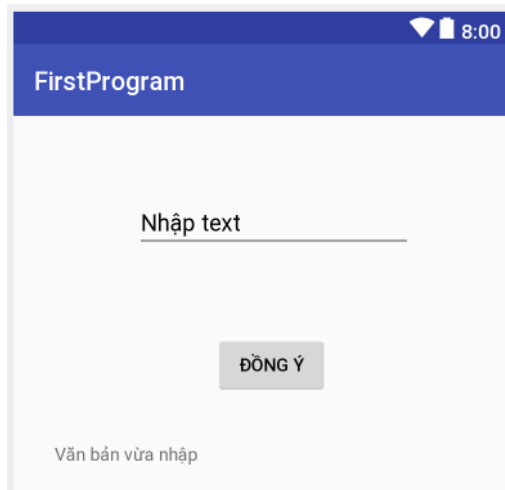 8:00
FirstProgram
Nhập text
ĐỒNG Ý
Văn bản vừa nhập